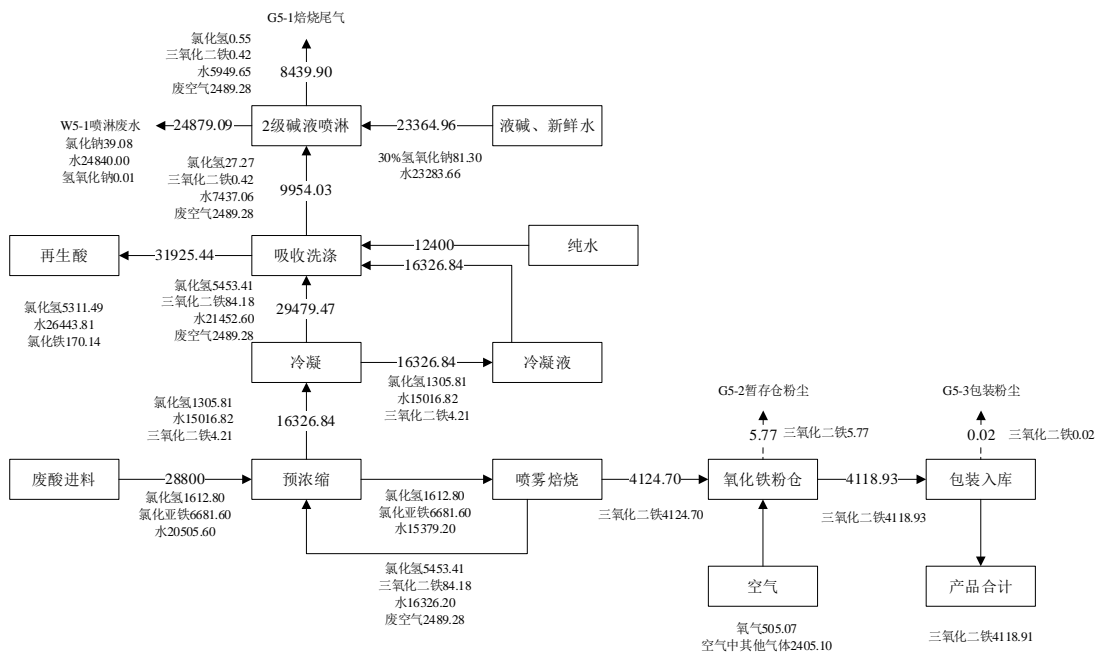 G5-1焙烧尾气
氯化氢0.55
三氧化二铁0.42
水5949.65
废空气2489.28
8439.90
W5-1喷淋废水
氯化钠39.08
水24840.00
氢氧化钠0.01
24879.09
2级碱液喷淋
23364.96
液碱、新鲜水
30%氢氧化钠81.30
水23283.66
氯化氢27.27
三氧化二铁0.42
水7437.06
废空气2489.28
9954.03
再生酸
31925.44
吸收洗涤
12400
16326.84
纯水
氯化氢5311.49
水26443.81
氯化铁170.14
氯化氢5453.41
三氧化二铁84.18
水21452.60
废空气2489.28
29479.47
冷凝
16326.84
冷凝液
氯化氢1305.81
水15016.82
三氧化二铁4.21
氯化氢1305.81
水15016.82
三氧化二铁4.21
16326.84
G5-2暂存仓粉尘
5.77
三氧化二铁5.77
G5-3包装粉尘
0.02
三氧化二铁0.02
废酸进料
28800
预浓缩
喷雾焙烧
4124.70
氧化铁粉仓
4118.93
包装入库
氯化氢1612.80
氯化亚铁6681.60
水20505.60
氯化氢1612.80
氯化亚铁6681.60
水15379.20
三氧化二铁4124.70
三氧化二铁4118.93
氯化氢5453.41
三氧化二铁84.18
水16326.20
废空气2489.28
空气
产品合计
氧气505.07
空气中其他气体2405.10
三氧化二铁4118.91